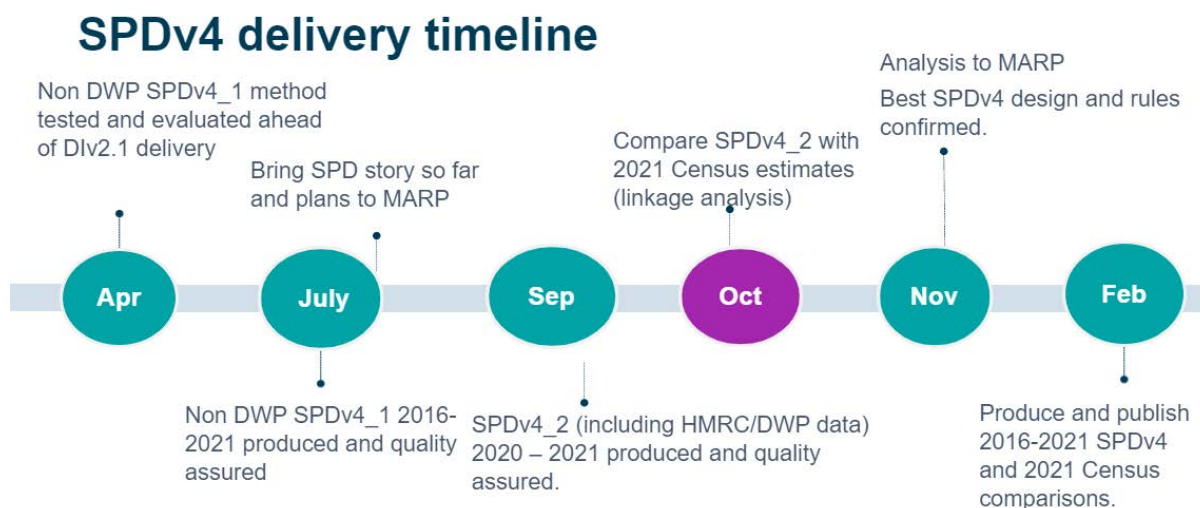 SPDv4 delivery timeline
Non DWP SPDv4_1 method
tested and evaluated ahead
of DIv2.1 delivery
Bring SPD story so far
and plans to MARP
Compare SPDv4_2 with
2021 Census estimates
(linkage analysis)
Analysis to MARP
Best SPDv4 design and rules
confirmed.
Apr
July
Sep
Oct
Nov
Feb
Non DWP SPDv4_1 2016-
2021 produced and quality
assured
SPDv4_2 (including HMRC/DWP data)
2020 – 2021 produced and quality
assured.
Produce and publish
2016-2021 SPDv4
and 2021 Census
comparisons.